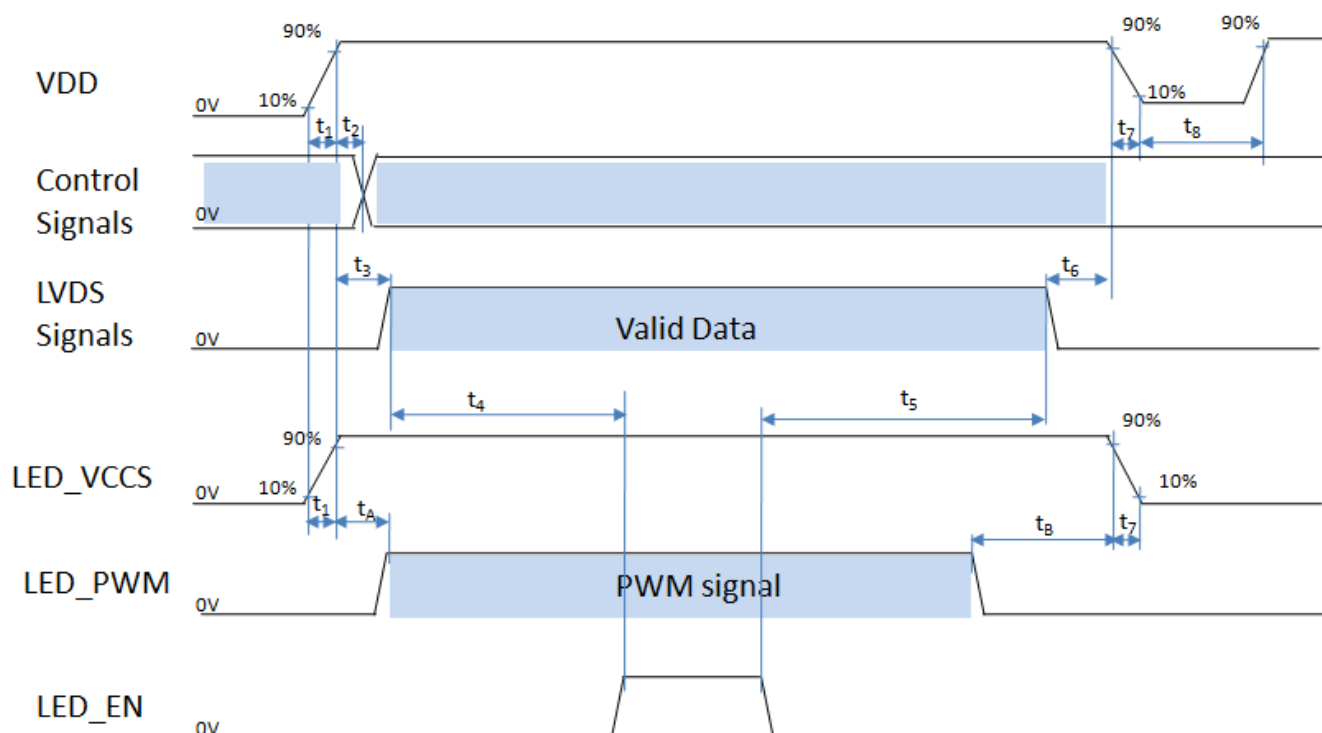 90% 90% 90%
VDD
0V 10% 10%
t1 t2 t7 t8
Control
Signals
0V
t3 t6
LVDS
Signals
0V Valid Data
t4 t5
90% 90%
LED_VCCS
0V 10% 10%
t1 tA tB t7
LED_PWM
0V PWM signal
LED_EN
0V